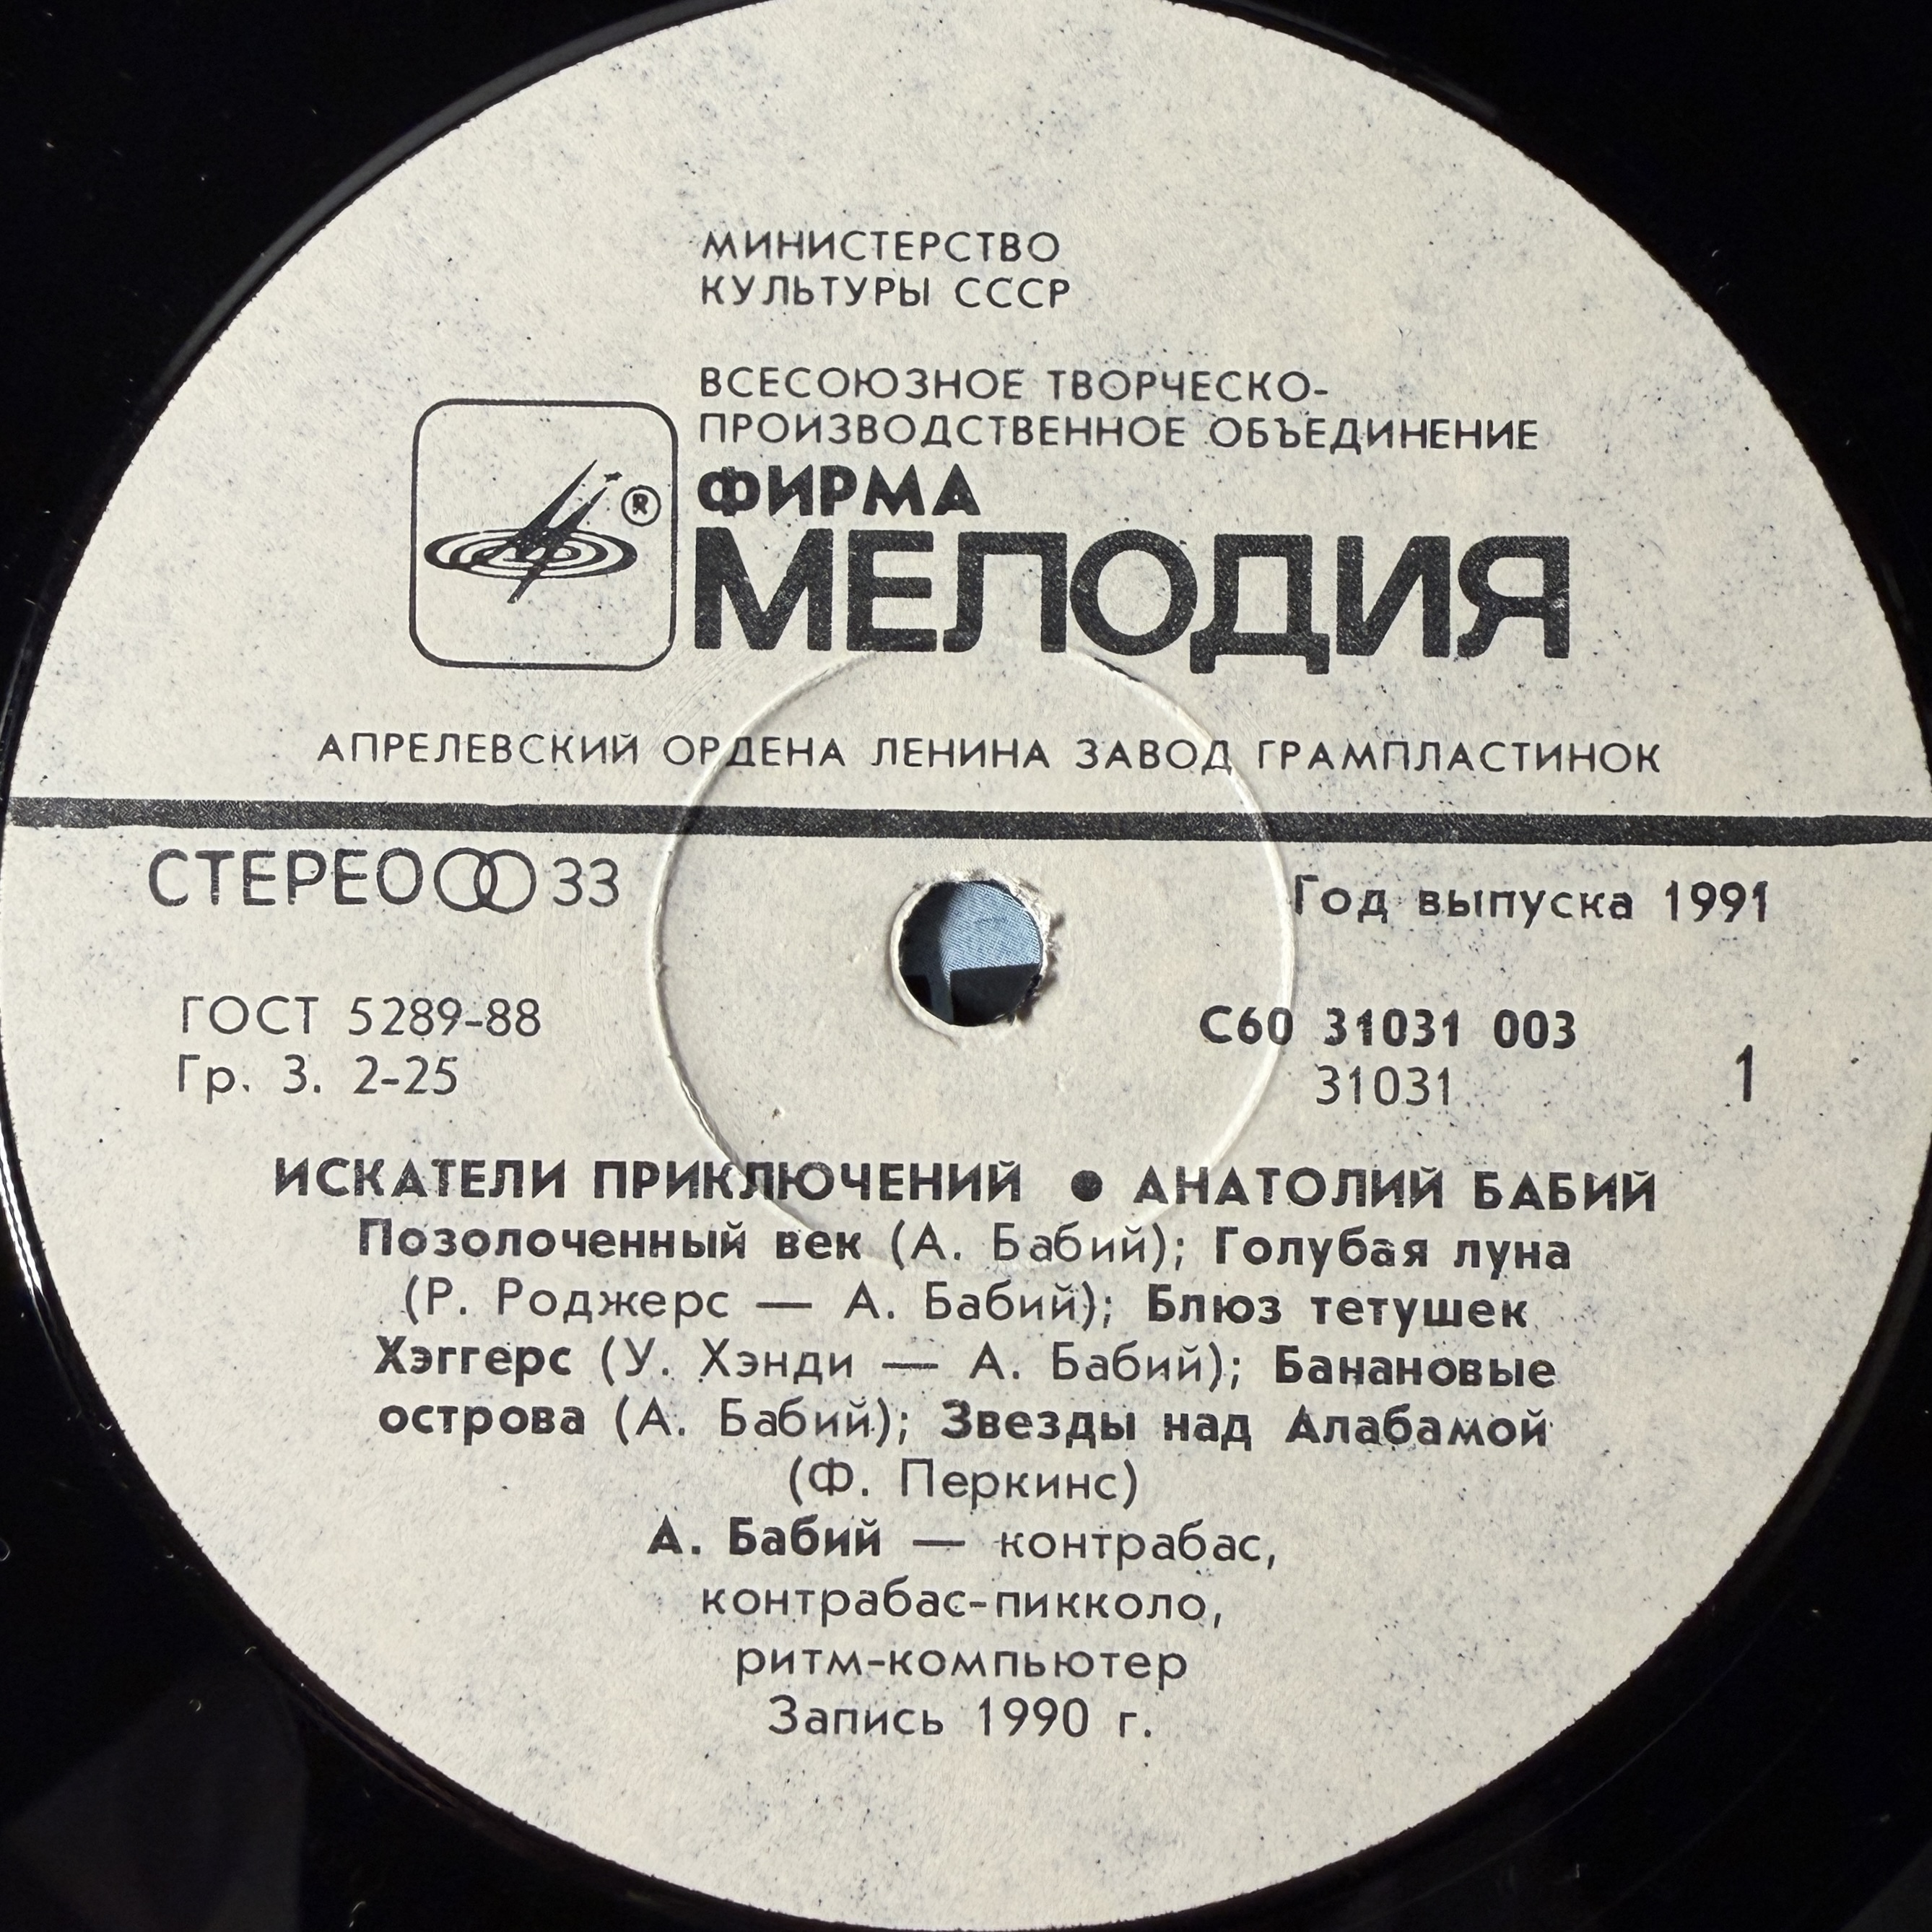 МИНИСТЕРСТВО
КУЛЬТУРЫ СССР
ВСЕСОЮЗНОЕ ТВОРЧЕСКО-
ПРОИЗВОДСТВЕННОЕ ОБЪЕДИНЕНИЕ
®
ФИРМА
МЕЛОДИЯ
АПРЕЛЕВСКИЙ ОРДЕНА ЛЕНИНА ЗАВОД ГРАМПЛАСТИНОК
СТЕРЕО 33
Год выпуска 1991
ГОСТ 5289-88
Гр. 3. 2-25
С60 31031 003
31031
1
ИСКАТЕЛИ ПРИКЛЮЧЕНИЙ ● АНАТОЛИЙ БАБИЙ
Позолоченный век (А. Бабий); Голубая луна
(Р. Роджерс — А. Бабий); Блюз тетушек
Хэггерс (У. Хэнди — А. Бабий); Банановые
острова (А. Бабий); Звезды над Алабамой
(Ф. Перкинс)
А. Бабий — контрабас,
контрабас-пикколо,
ритм-компьютер
Запись 1990 г.